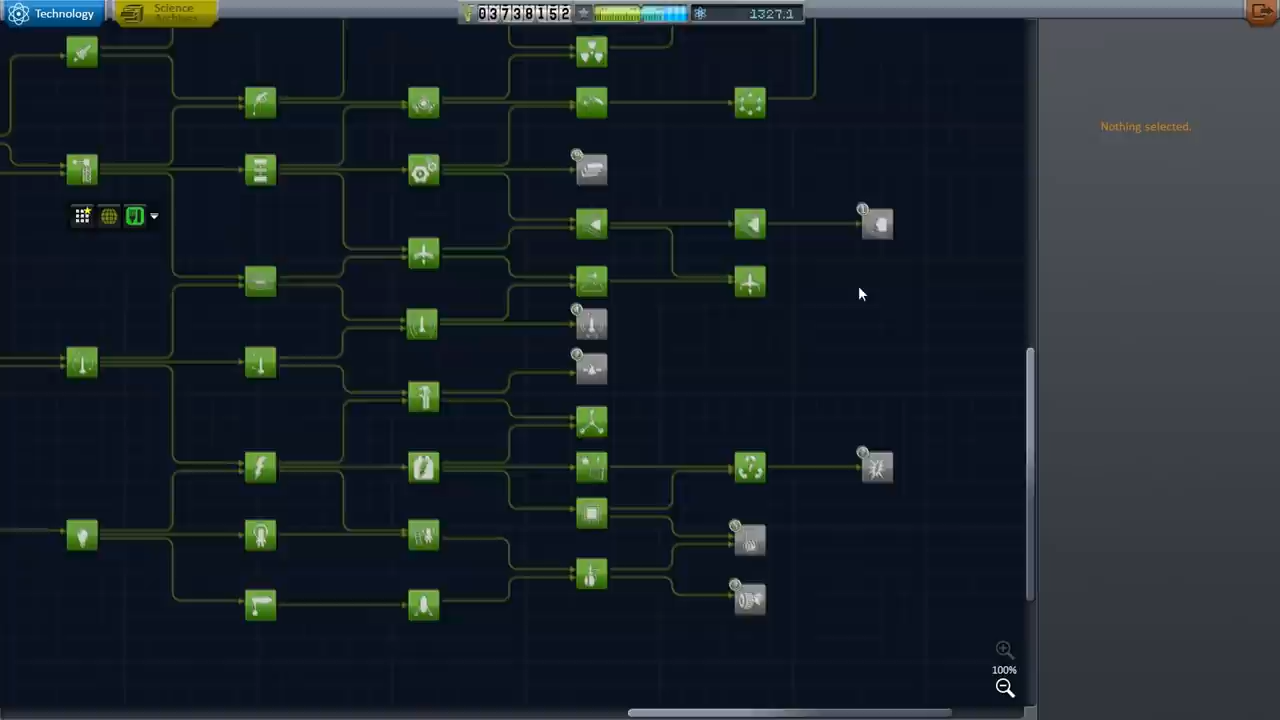 Technology
Science
Archives
03738152
1327.1
Nothing selected.
100%